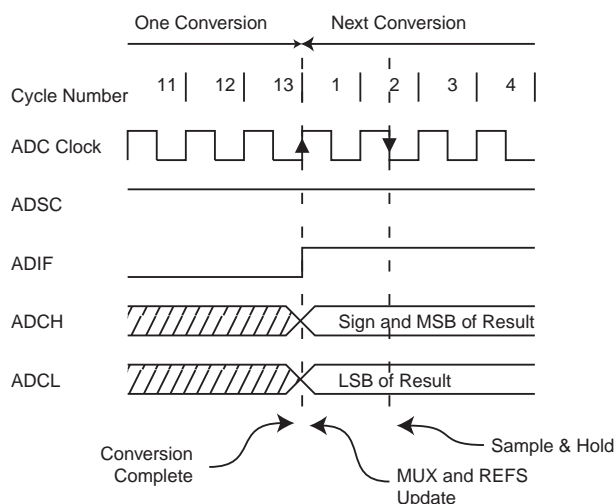 One Conversion Next Conversion
Cycle Number 11 12 13 1 2 3 4
ADC Clock
ADSC
ADIF
ADCH Sign and MSB of Result
ADCL LSB of Result
Conversion
Complete
MUX and REFS
Update
Sample & Hold